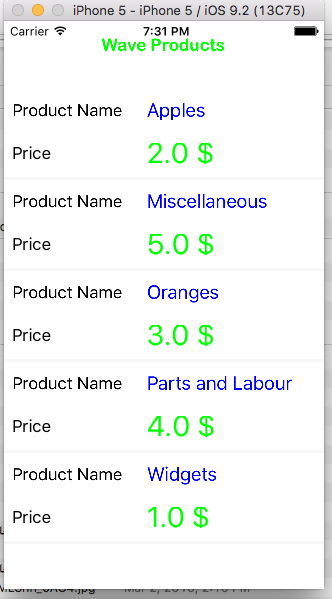 iPhone 5 - iPhone 5 / iOS 9.2 (13C75)
Carrier 7:31 PM
Wave Products
Product Name Apples
Price 2.0 $
Product Name Miscellaneous
Price 5.0 $
Product Name Oranges
Price 3.0 $
Product Name Parts and Labour
Price 4.0 $
Product Name Widgets
Price 1.0 $